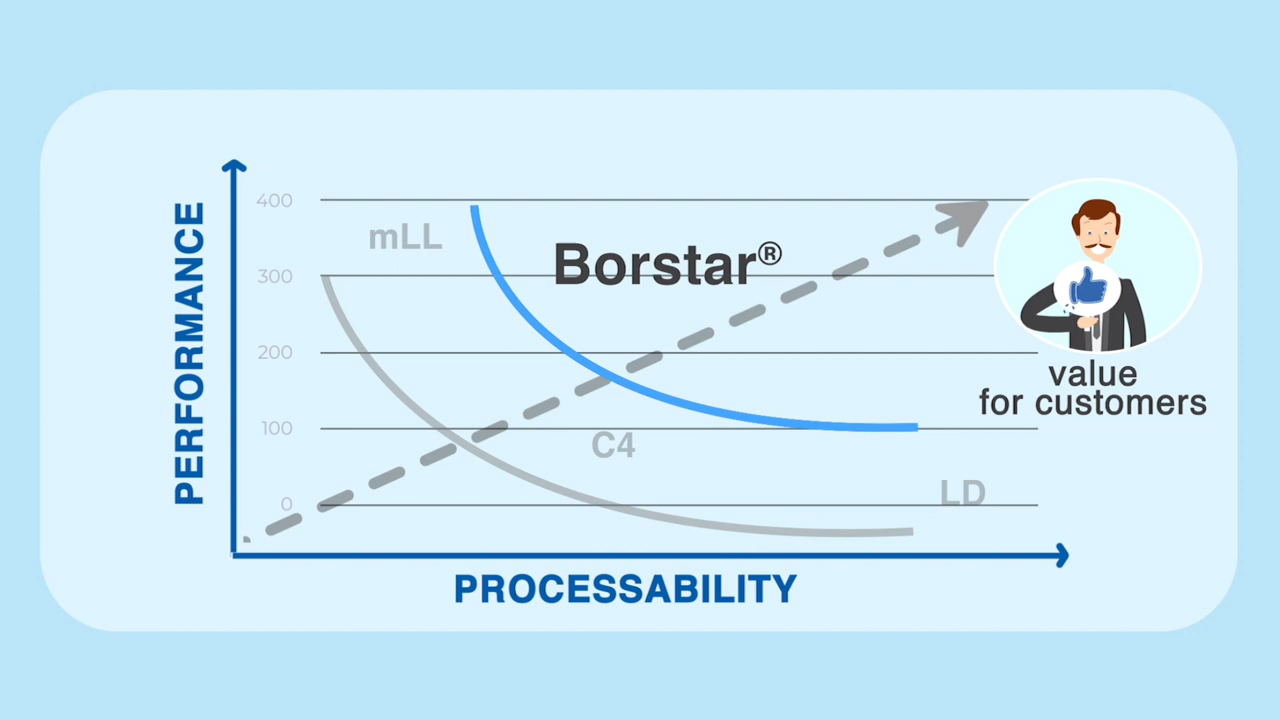 PERFORMANCE
400
300
200
100
0
mLL
Borstar®
C4
LD
value
for customers
PROCESSABILITY